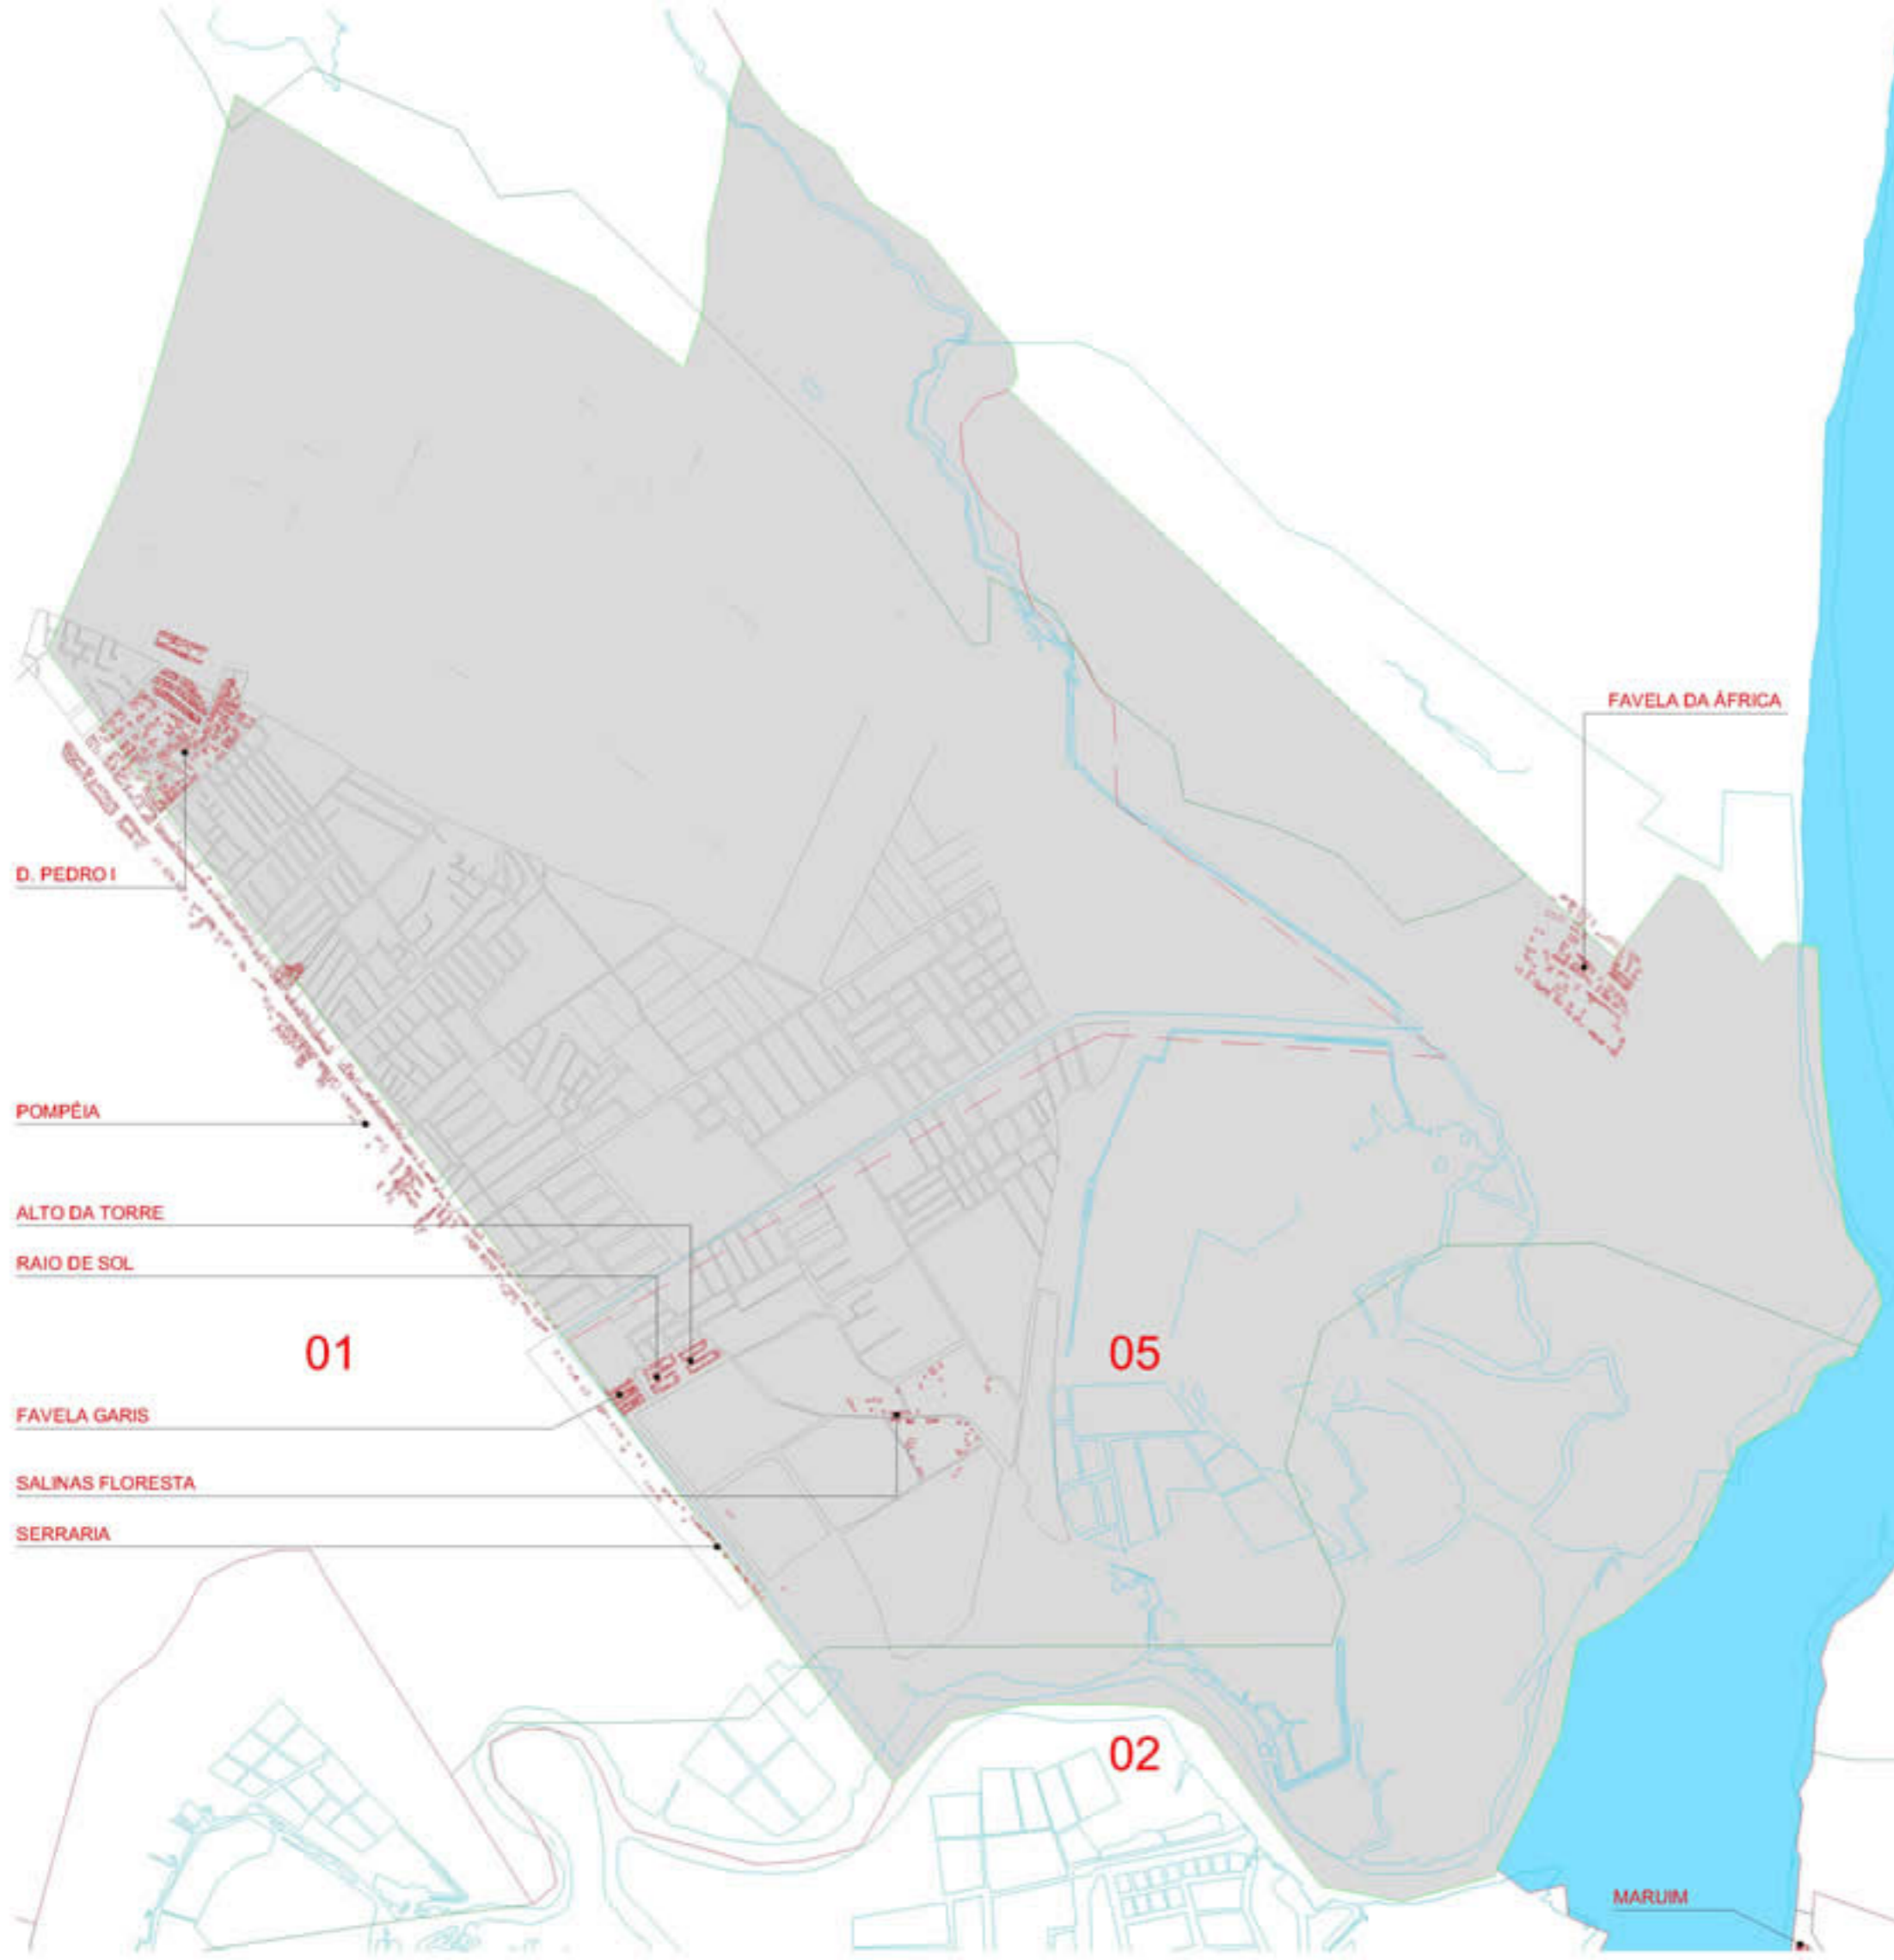 FAVELA DA ÁFRICA
D. PEDRO I
POMPÉIA
ALTO DA TORRE
RAIO DE SOL
01
05
FAVELA GARIS
SALINAS FLORESTA
SERRARIA
02
MARUIM